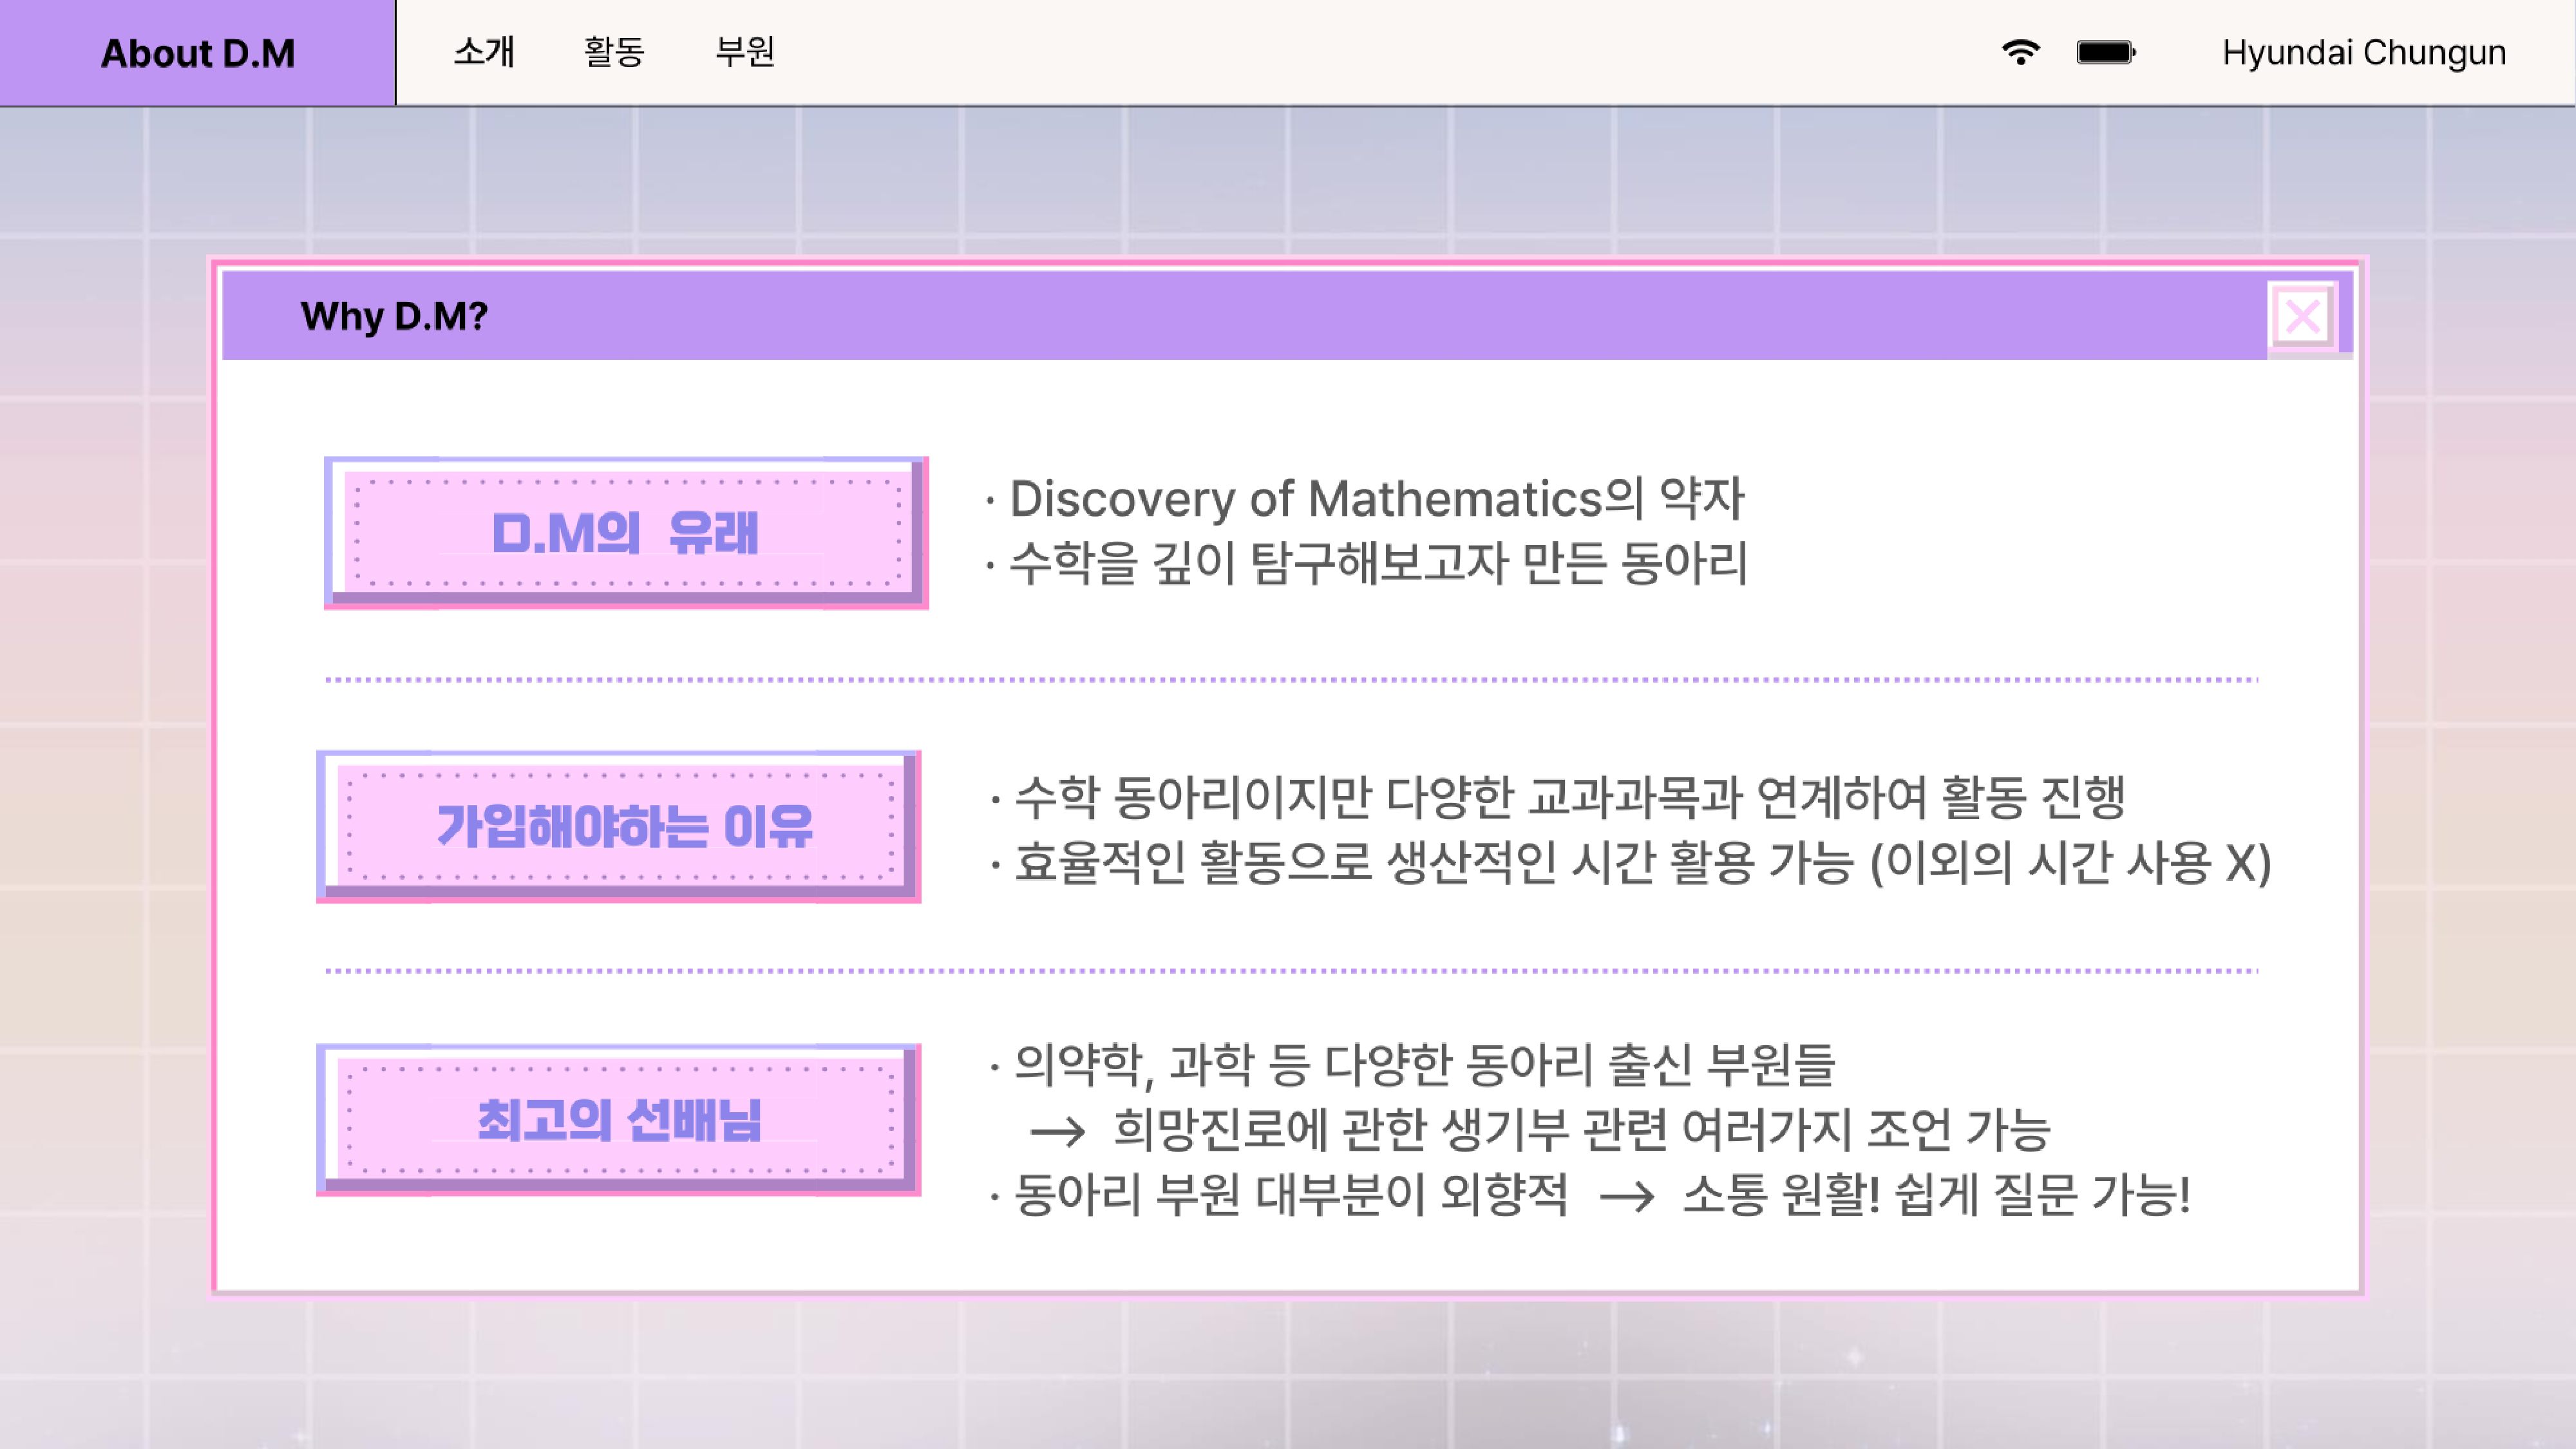 About D.M 소개 활동 부원 Hyundai Chungun
Why D.M?
D.M의 유래
· Discovery of Mathematics의 약자
· 수학을 깊이 탐구해보고자 만든 동아리
가입해야하는 이유
· 수학 동아리이지만 다양한 교과과목과 연계하여 활동 진행
· 효율적인 활동으로 생산적인 시간 활용 가능 (이외의 시간 사용 X)
최고의 선배님
· 의약학, 과학 등 다양한 동아리 출신 부원들
→ 희망진로에 관한 생기부 관련 여러가지 조언 가능
· 동아리 부원 대부분이 외향적 → 소통 원활! 쉽게 질문 가능!